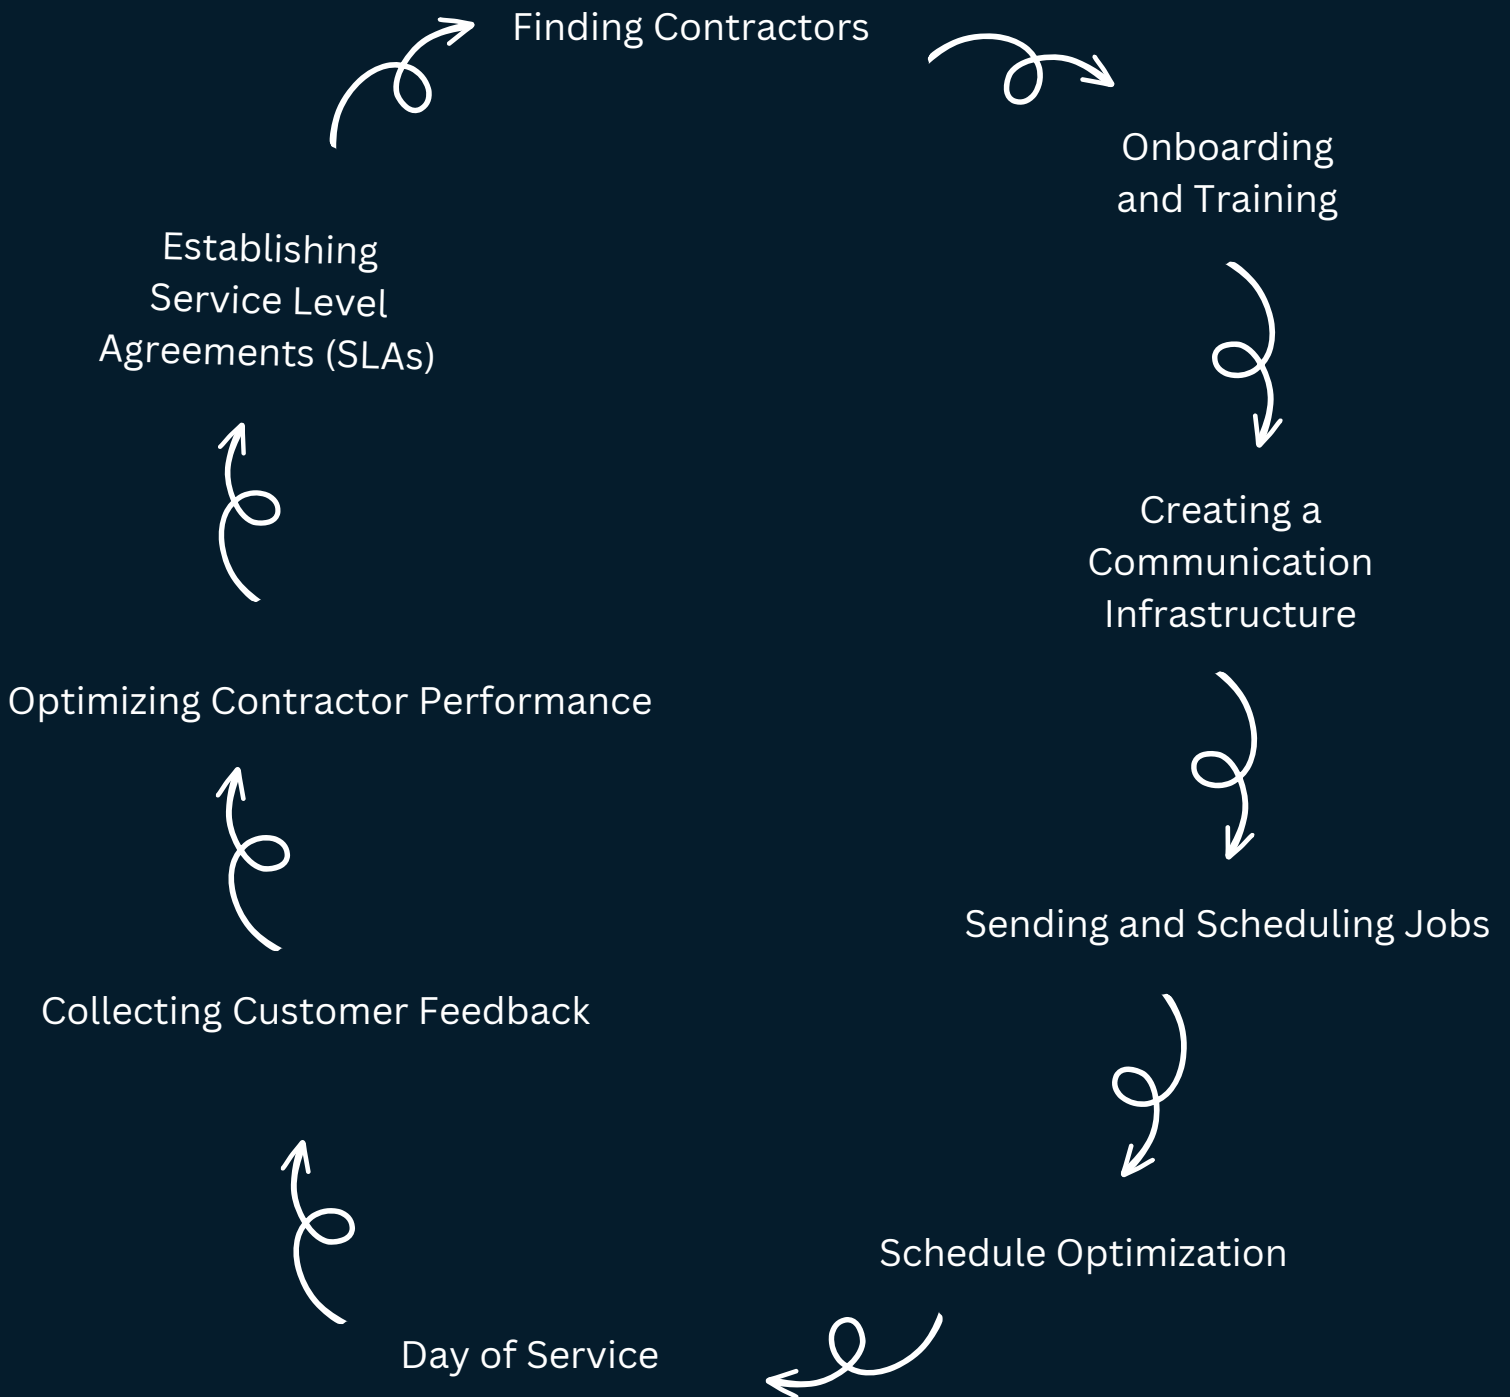 Finding Contractors
Onboarding
and Training
Creating a
Communication
Infrastructure
Sending and Scheduling Jobs
Schedule Optimization
Day of Service
Collecting Customer Feedback
Optimizing Contractor Performance
Establishing
Service Level
Agreements (SLAs)